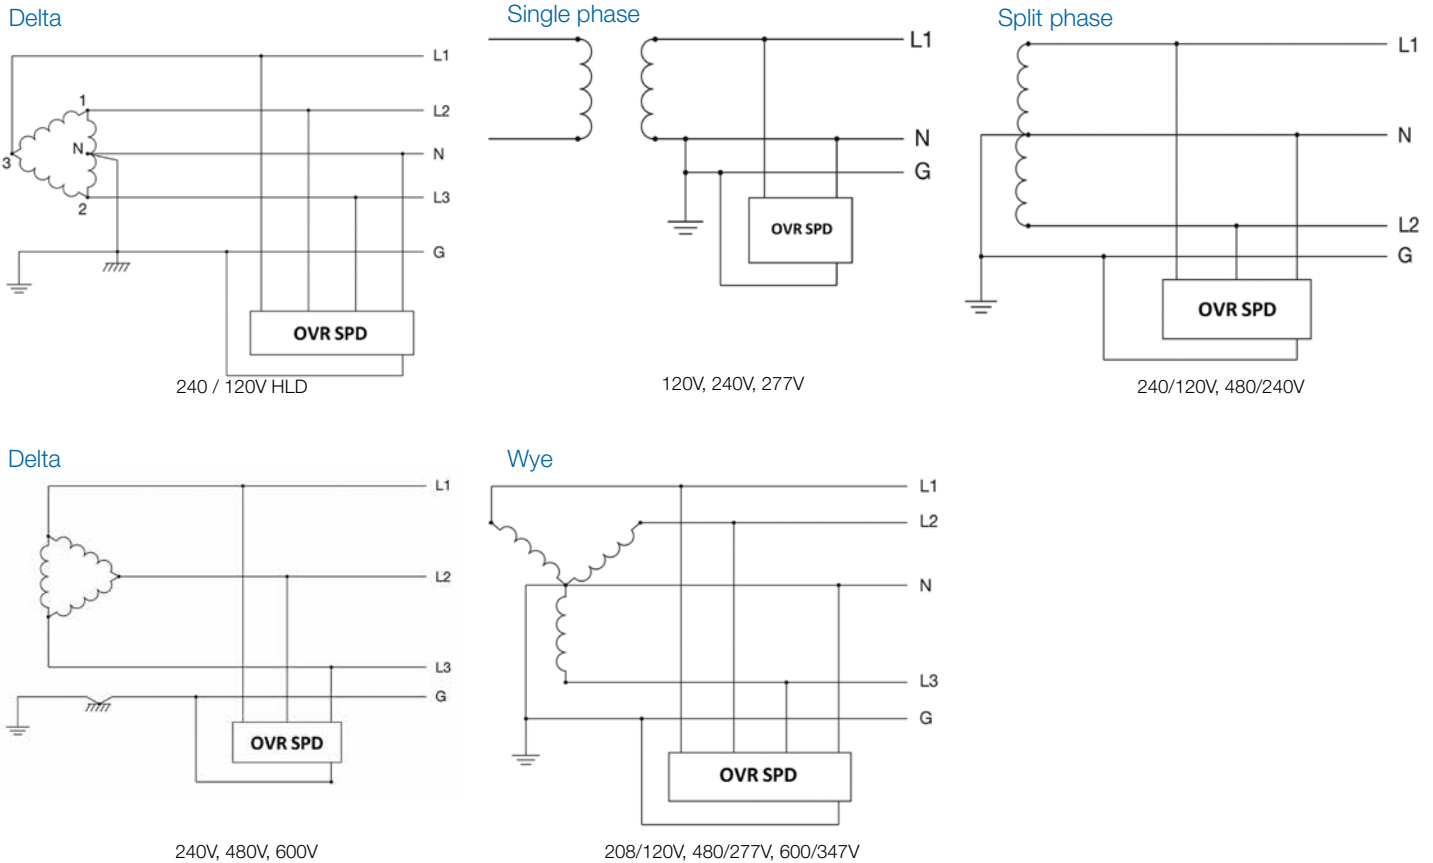 Delta
L1
1
L2
N
N
3
L3
2
G
OVR SPD
240 / 120V HLD
Single phase
L1
N
G
OVR SPD
120V, 240V, 277V
Split phase
L1
N
L2
G
OVR SPD
240/120V, 480/240V
Delta
L1
L2
L3
G
OVR SPD
240V, 480V, 600V
Wye
L1
L2
N
L3
G
OVR SPD
208/120V, 480/277V, 600/347V